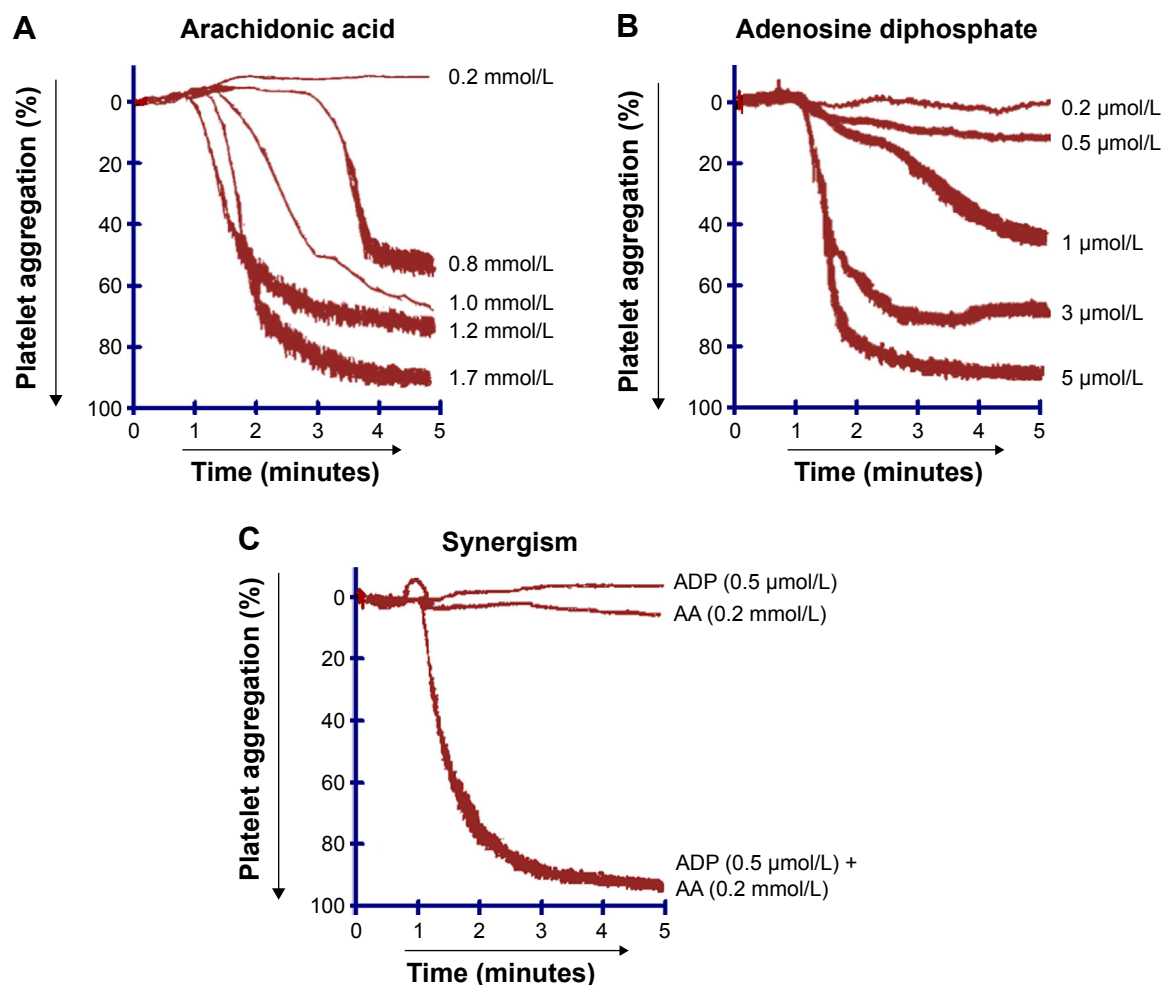 A
Arachidonic acid
Platelet aggregation (%)
0
20
40
60
80
100
0.2 mmol/L
0.8 mmol/L
1.0 mmol/L
1.2 mmol/L
1.7 mmol/L
0 1 2 3 4 5
Time (minutes)
B
Adenosine diphosphate
Platelet aggregation (%)
0
20
40
60
80
100
0.2 µmol/L
0.5 µmol/L
1 µmol/L
3 µmol/L
5 µmol/L
0 1 2 3 4 5
Time (minutes)
C
Synergism
Platelet aggregation (%)
0
20
40
60
80
100
ADP (0.5 µmol/L)
AA (0.2 mmol/L)
ADP (0.5 µmol/L) +
AA (0.2 mmol/L)
0 1 2 3 4 5
Time (minutes)